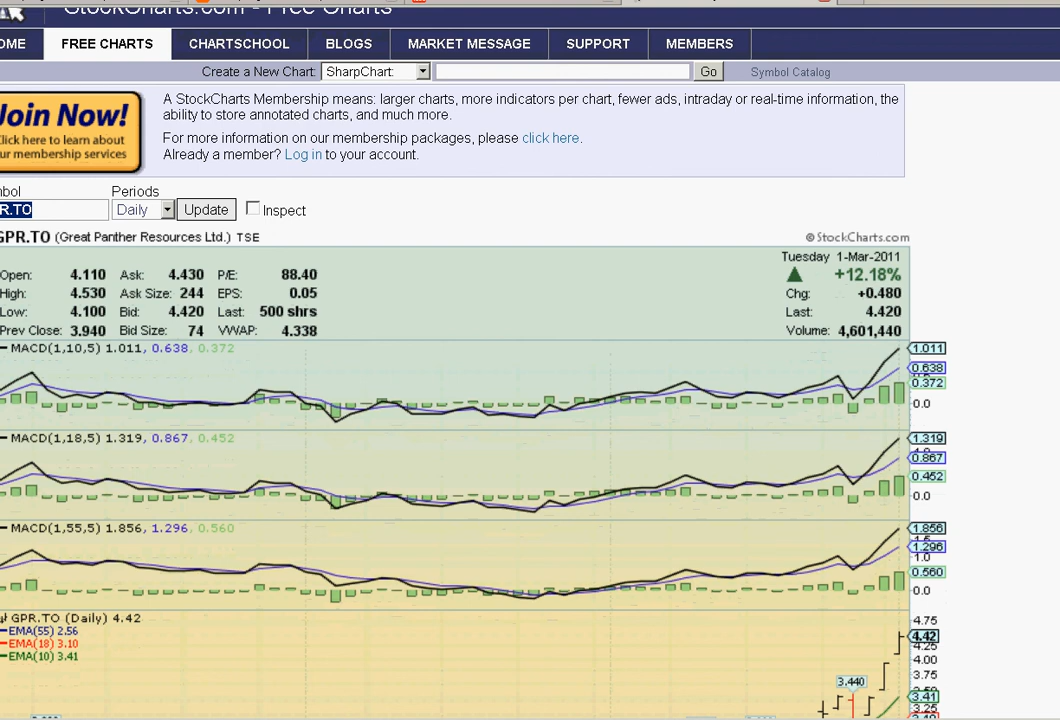 StockCharts.com - Free Charts
OME FREE CHARTS CHARTSCHOOL BLOGS MARKET MESSAGE SUPPORT MEMBERS
Create a New Chart: SharpChart: Go Symbol Catalog
Join Now!
Click here to learn about
ur membership services
A StockCharts Membership means: larger charts, more indicators per chart, fewer ads, intraday or real-time information, the
ability to store annotated charts, and much more.
For more information on our membership packages, please click here.
Already a member? Log in to your account.
mbol Periods
R.TO Daily Update Inspect
GPR.TO (Great Panther Resources Ltd.) TSE © StockCharts.com
Tuesday 1-Mar-2011
Open: 4.110 Ask: 4.430 P/E: 88.40 +12.18%
High: 4.530 Ask Size: 244 EPS: 0.05 Chg: +0.480
Low: 4.100 Bid: 4.420 Last: 500 shrs Last: 4.420
Prev Close: 3.940 Bid Size: 74 VWAP: 4.338 Volume: 4,601,440
MACD(1,10,5) 1.011, 0.638, 0.372
1.011
0.638
0.372
0.0
MACD(1,18,5) 1.319, 0.867, 0.452
1.319
0.867
0.452
0.0
MACD(1,55,5) 1.856, 1.296, 0.560
1.856
1.296
1.0
0.560
0.0
GPR.TO (Daily) 4.42
EMA(55) 2.56
EMA(18) 3.10
EMA(10) 3.41
4.75
4.42
4.25
4.00
3.75
3.440
3.41
3.25